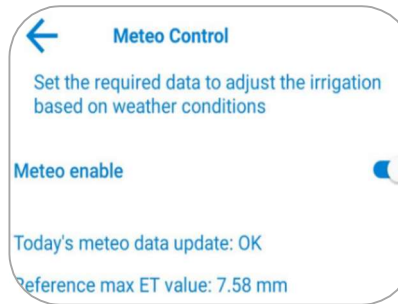 Meteo Control
Set the required data to adjust the irrigation
based on weather conditions
Meteo enable
Today's meteo data update: OK
Reference max ET value: 7.58 mm